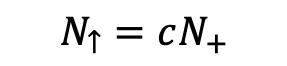 N↑ = cN+